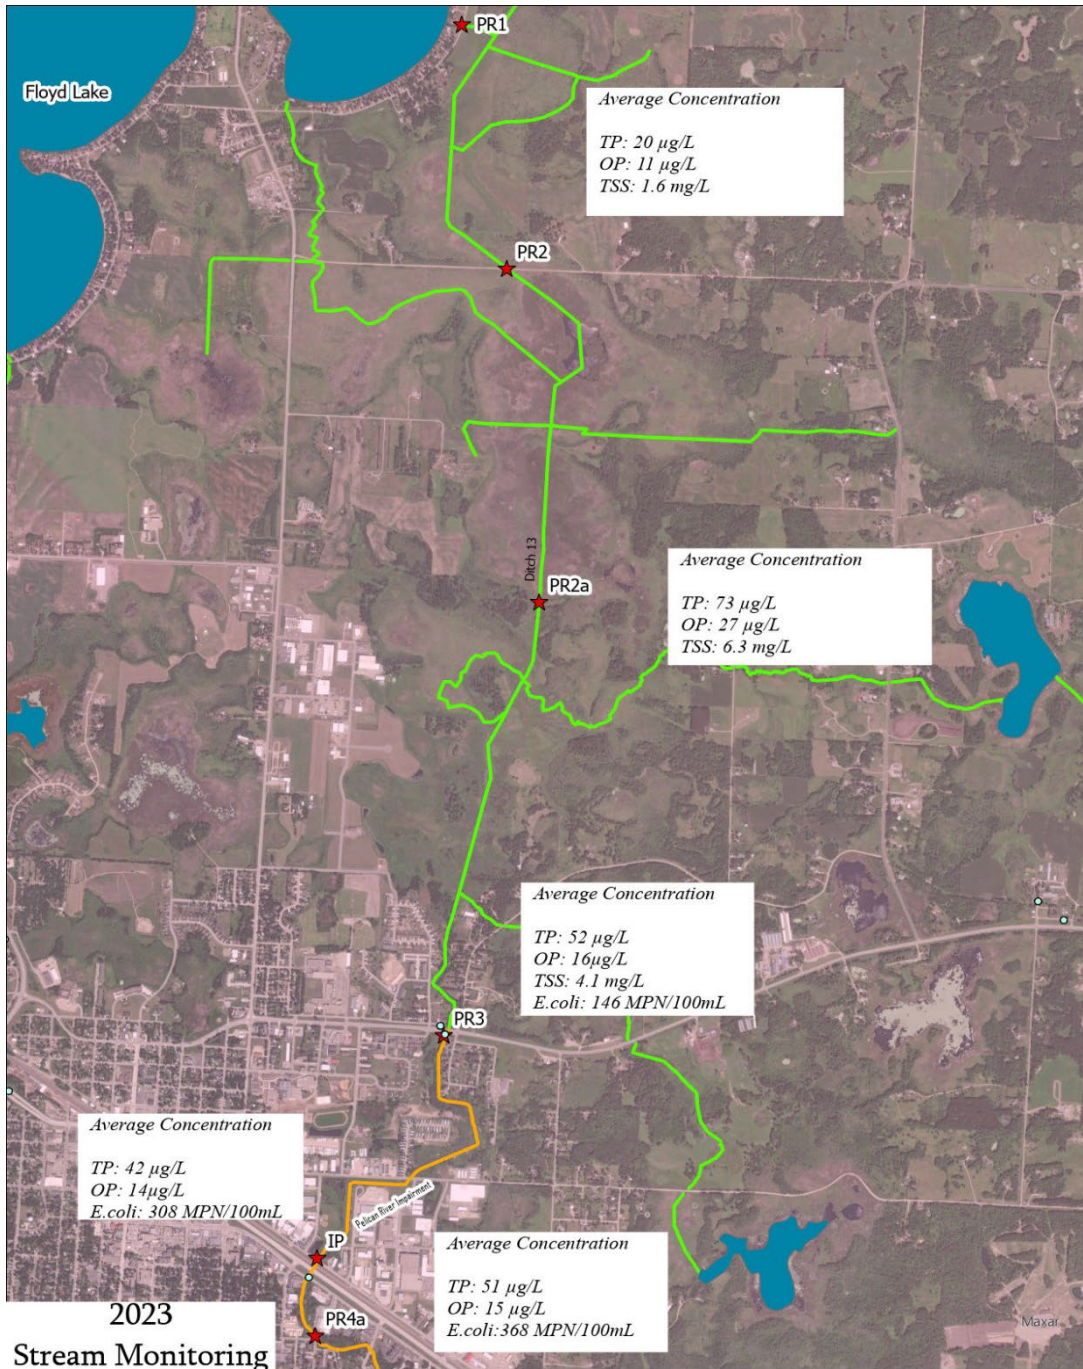 PR1
Floyd Lake
Average Concentration
TP: 20 µg/L
OP: 11 µg/L
TSS: 1.6 mg/L
PR2
Ditch 13
Average Concentration
TP: 73 µg/L
OP: 27 µg/L
TSS: 6.3 mg/L
PR2a
Average Concentration
TP: 52 µg/L
OP: 16µg/L
TSS: 4.1 mg/L
E.coli: 146 MPN/100mL
PR3
Average Concentration
TP: 42 µg/L
OP: 14µg/L
E.coli: 308 MPN/100mL
Pelican River Impairment
IP
Average Concentration
TP: 51 µg/L
OP: 15 µg/L
E.coli:368 MPN/100mL
PR4a
Maxar
2023
Stream Monitoring